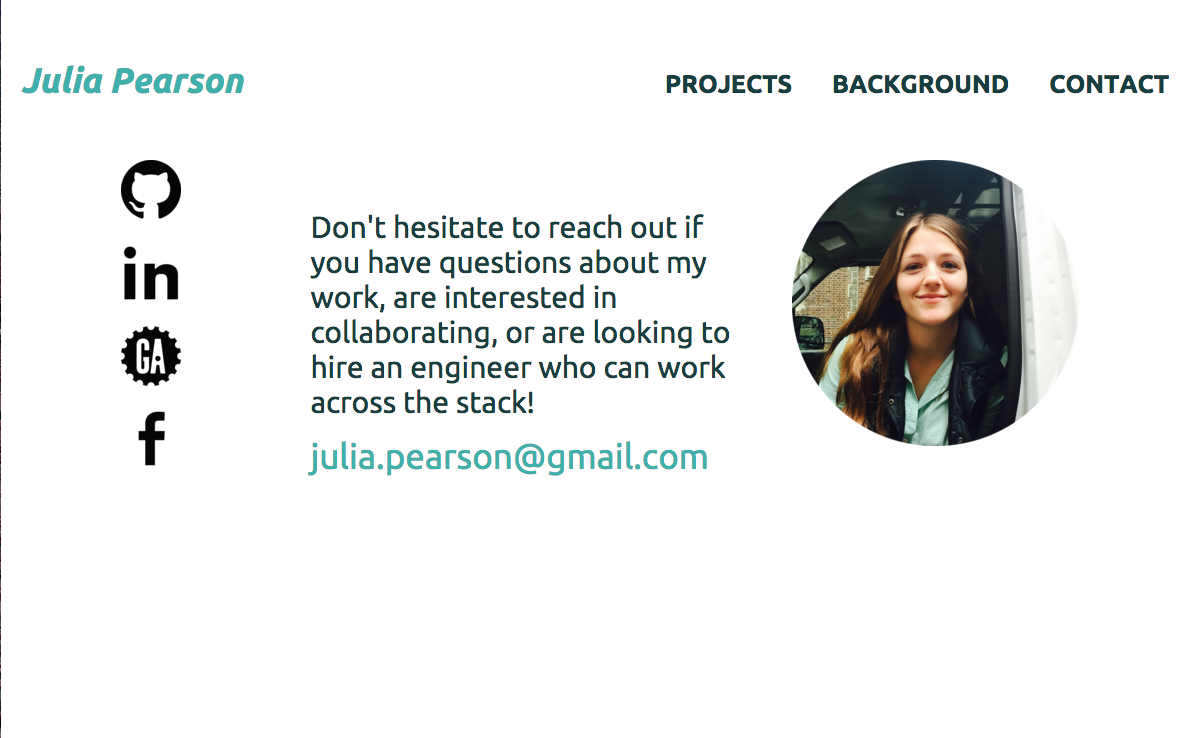 Julia Pearson
PROJECTS BACKGROUND CONTACT
in
GA
f
Don't hesitate to reach out if
you have questions about my
work, are interested in
collaborating, or are looking to
hire an engineer who can work
across the stack!
julia.pearson@gmail.com